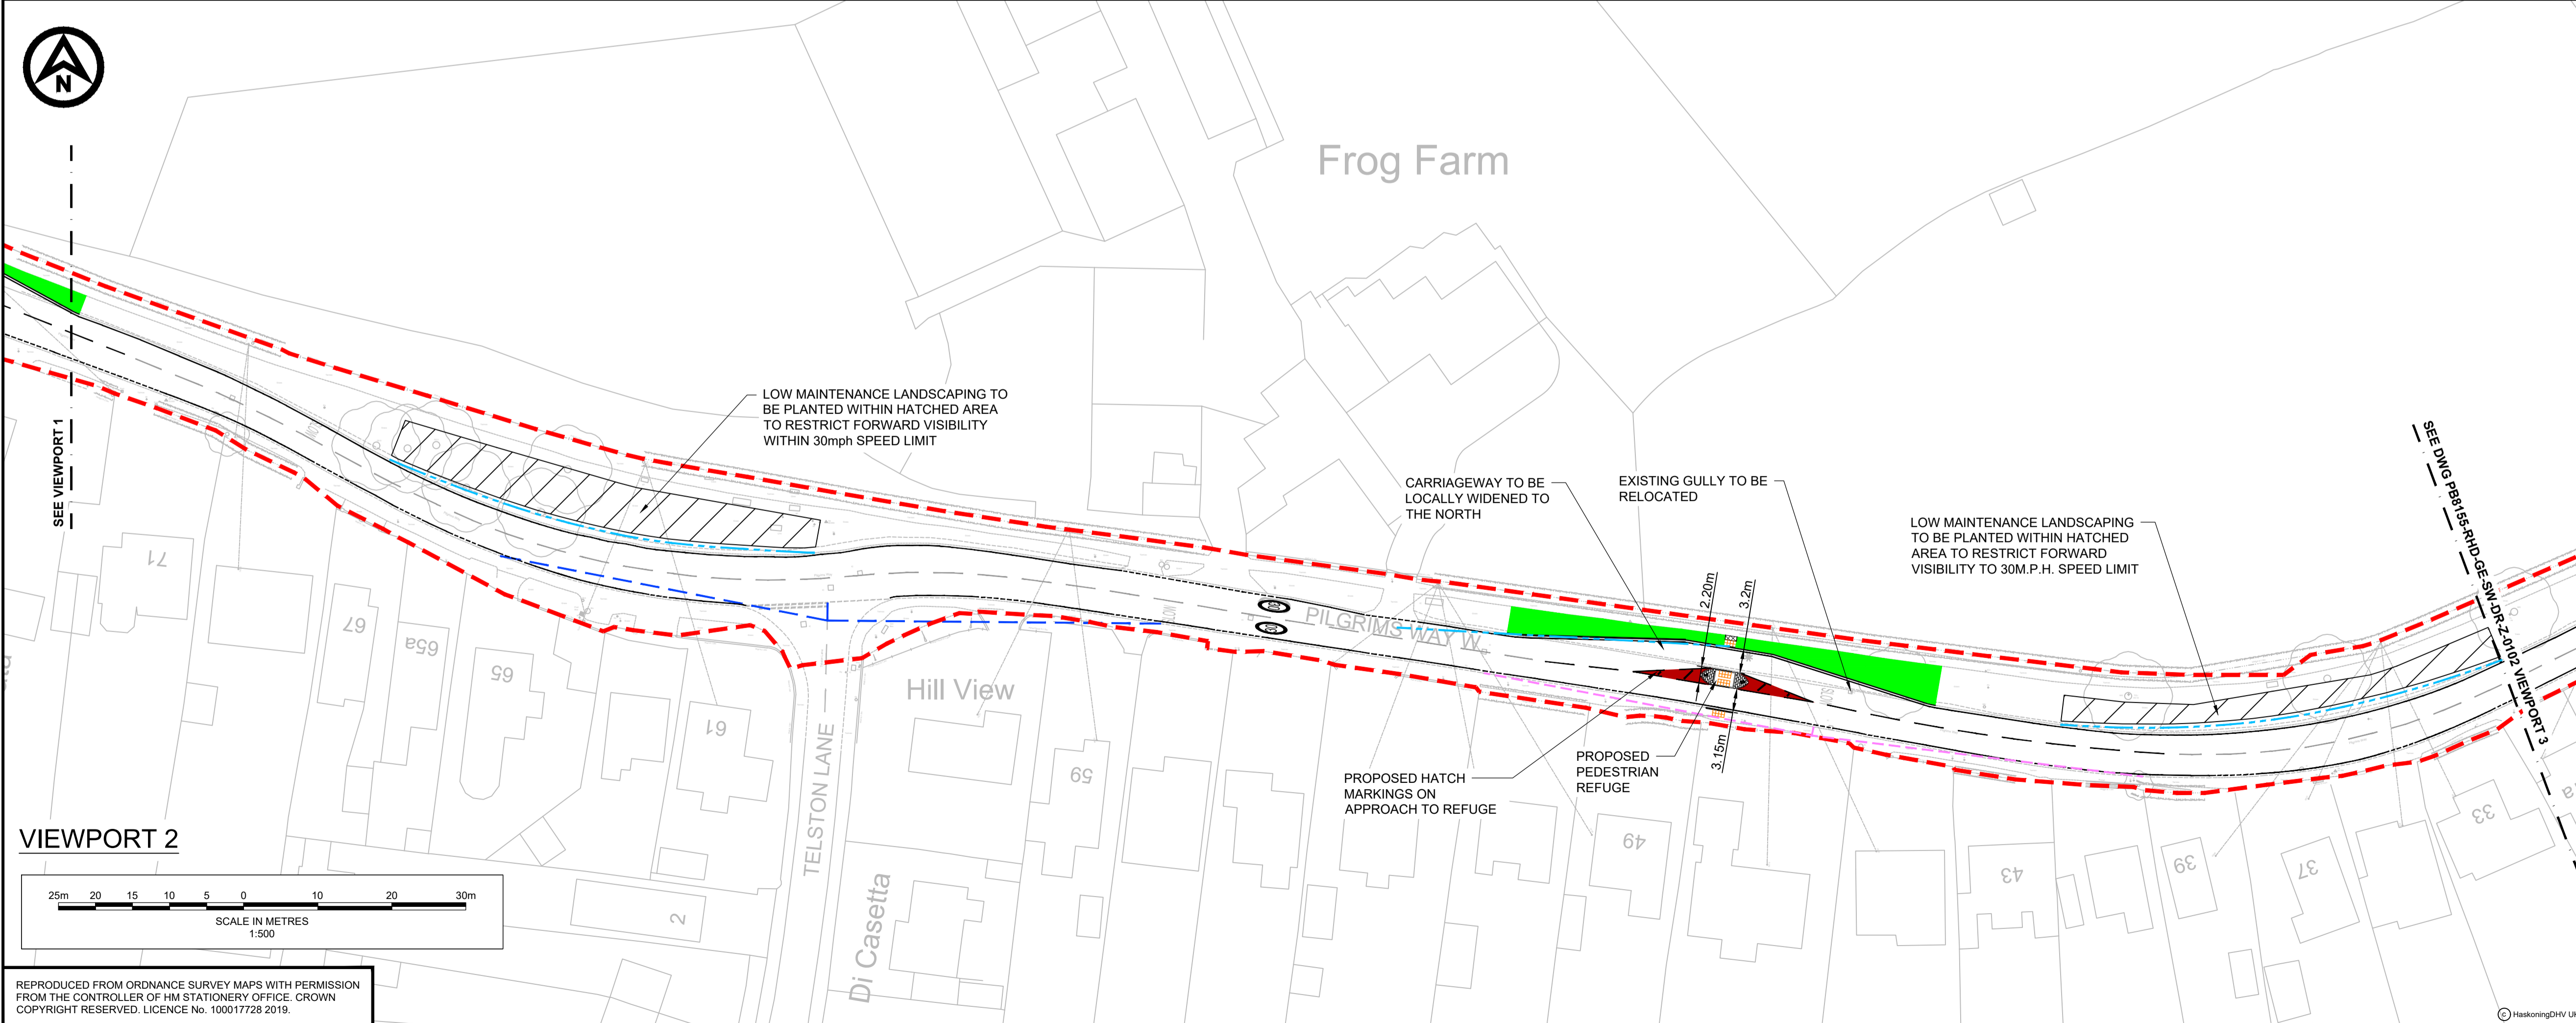 N
Frog Farm
SEE VIEWPORT 1
LOW MAINTENANCE LANDSCAPING TO
BE PLANTED WITHIN HATCHED AREA
TO RESTRICT FORWARD VISIBILITY
WITHIN 30mph SPEED LIMIT
CARRIAGEWAY TO BE
LOCALLY WIDENED TO
THE NORTH
EXISTING GULLY TO BE
RELOCATED
LOW MAINTENANCE LANDSCAPING
TO BE PLANTED WITHIN HATCHED
AREA TO RESTRICT FORWARD
VISIBILITY TO 30M.P.H. SPEED LIMIT
SEE DWG PB8155-RHD-GE-SW-DR-Z-0102 VIEWPORT 3
2.20m
3.2m
3.15m
30
30
PILGRIMS WAY W
SLOW
SLOW
71
67
65a
65
61
Hill View
59
TELSTON LANE
Di Casetta
2
49
43
39
37
33
PROPOSED HATCH
MARKINGS ON
APPROACH TO REFUGE
PROPOSED
PEDESTRIAN
REFUGE
VIEWPORT 2
25m 20 15 10 5 0 10 20 30m
SCALE IN METRES
1:500
REPRODUCED FROM ORDNANCE SURVEY MAPS WITH PERMISSION
FROM THE CONTROLLER OF HM STATIONERY OFFICE. CROWN
COPYRIGHT RESERVED. LICENCE No. 100017728 2019.
© HaskoningDHV UK